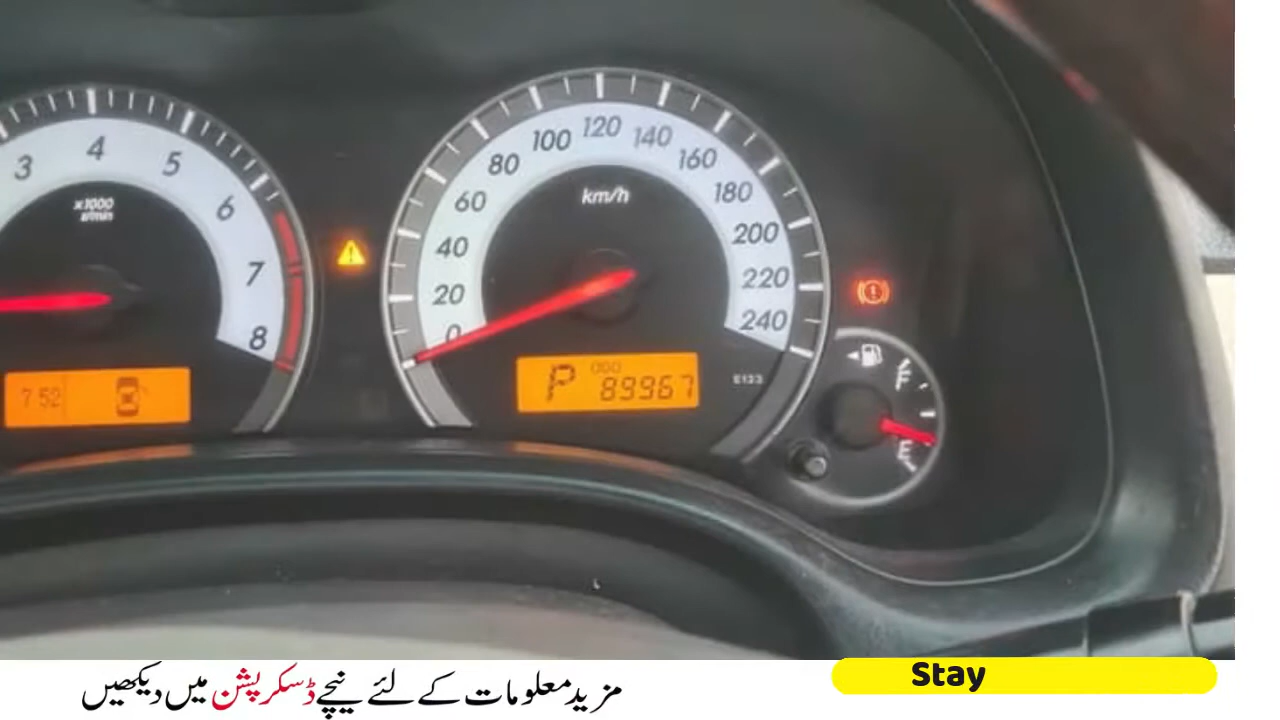 3 4 5 6 7 8
x1000
r/min
7 52
0 20 40 60 80 100 120 140 160 180 200 220 240
km/h
P ODO 89967
E123
F
E
مزید معلومات کے لئے نیچے ڈسکرپشن میں دیکھیں
Stay